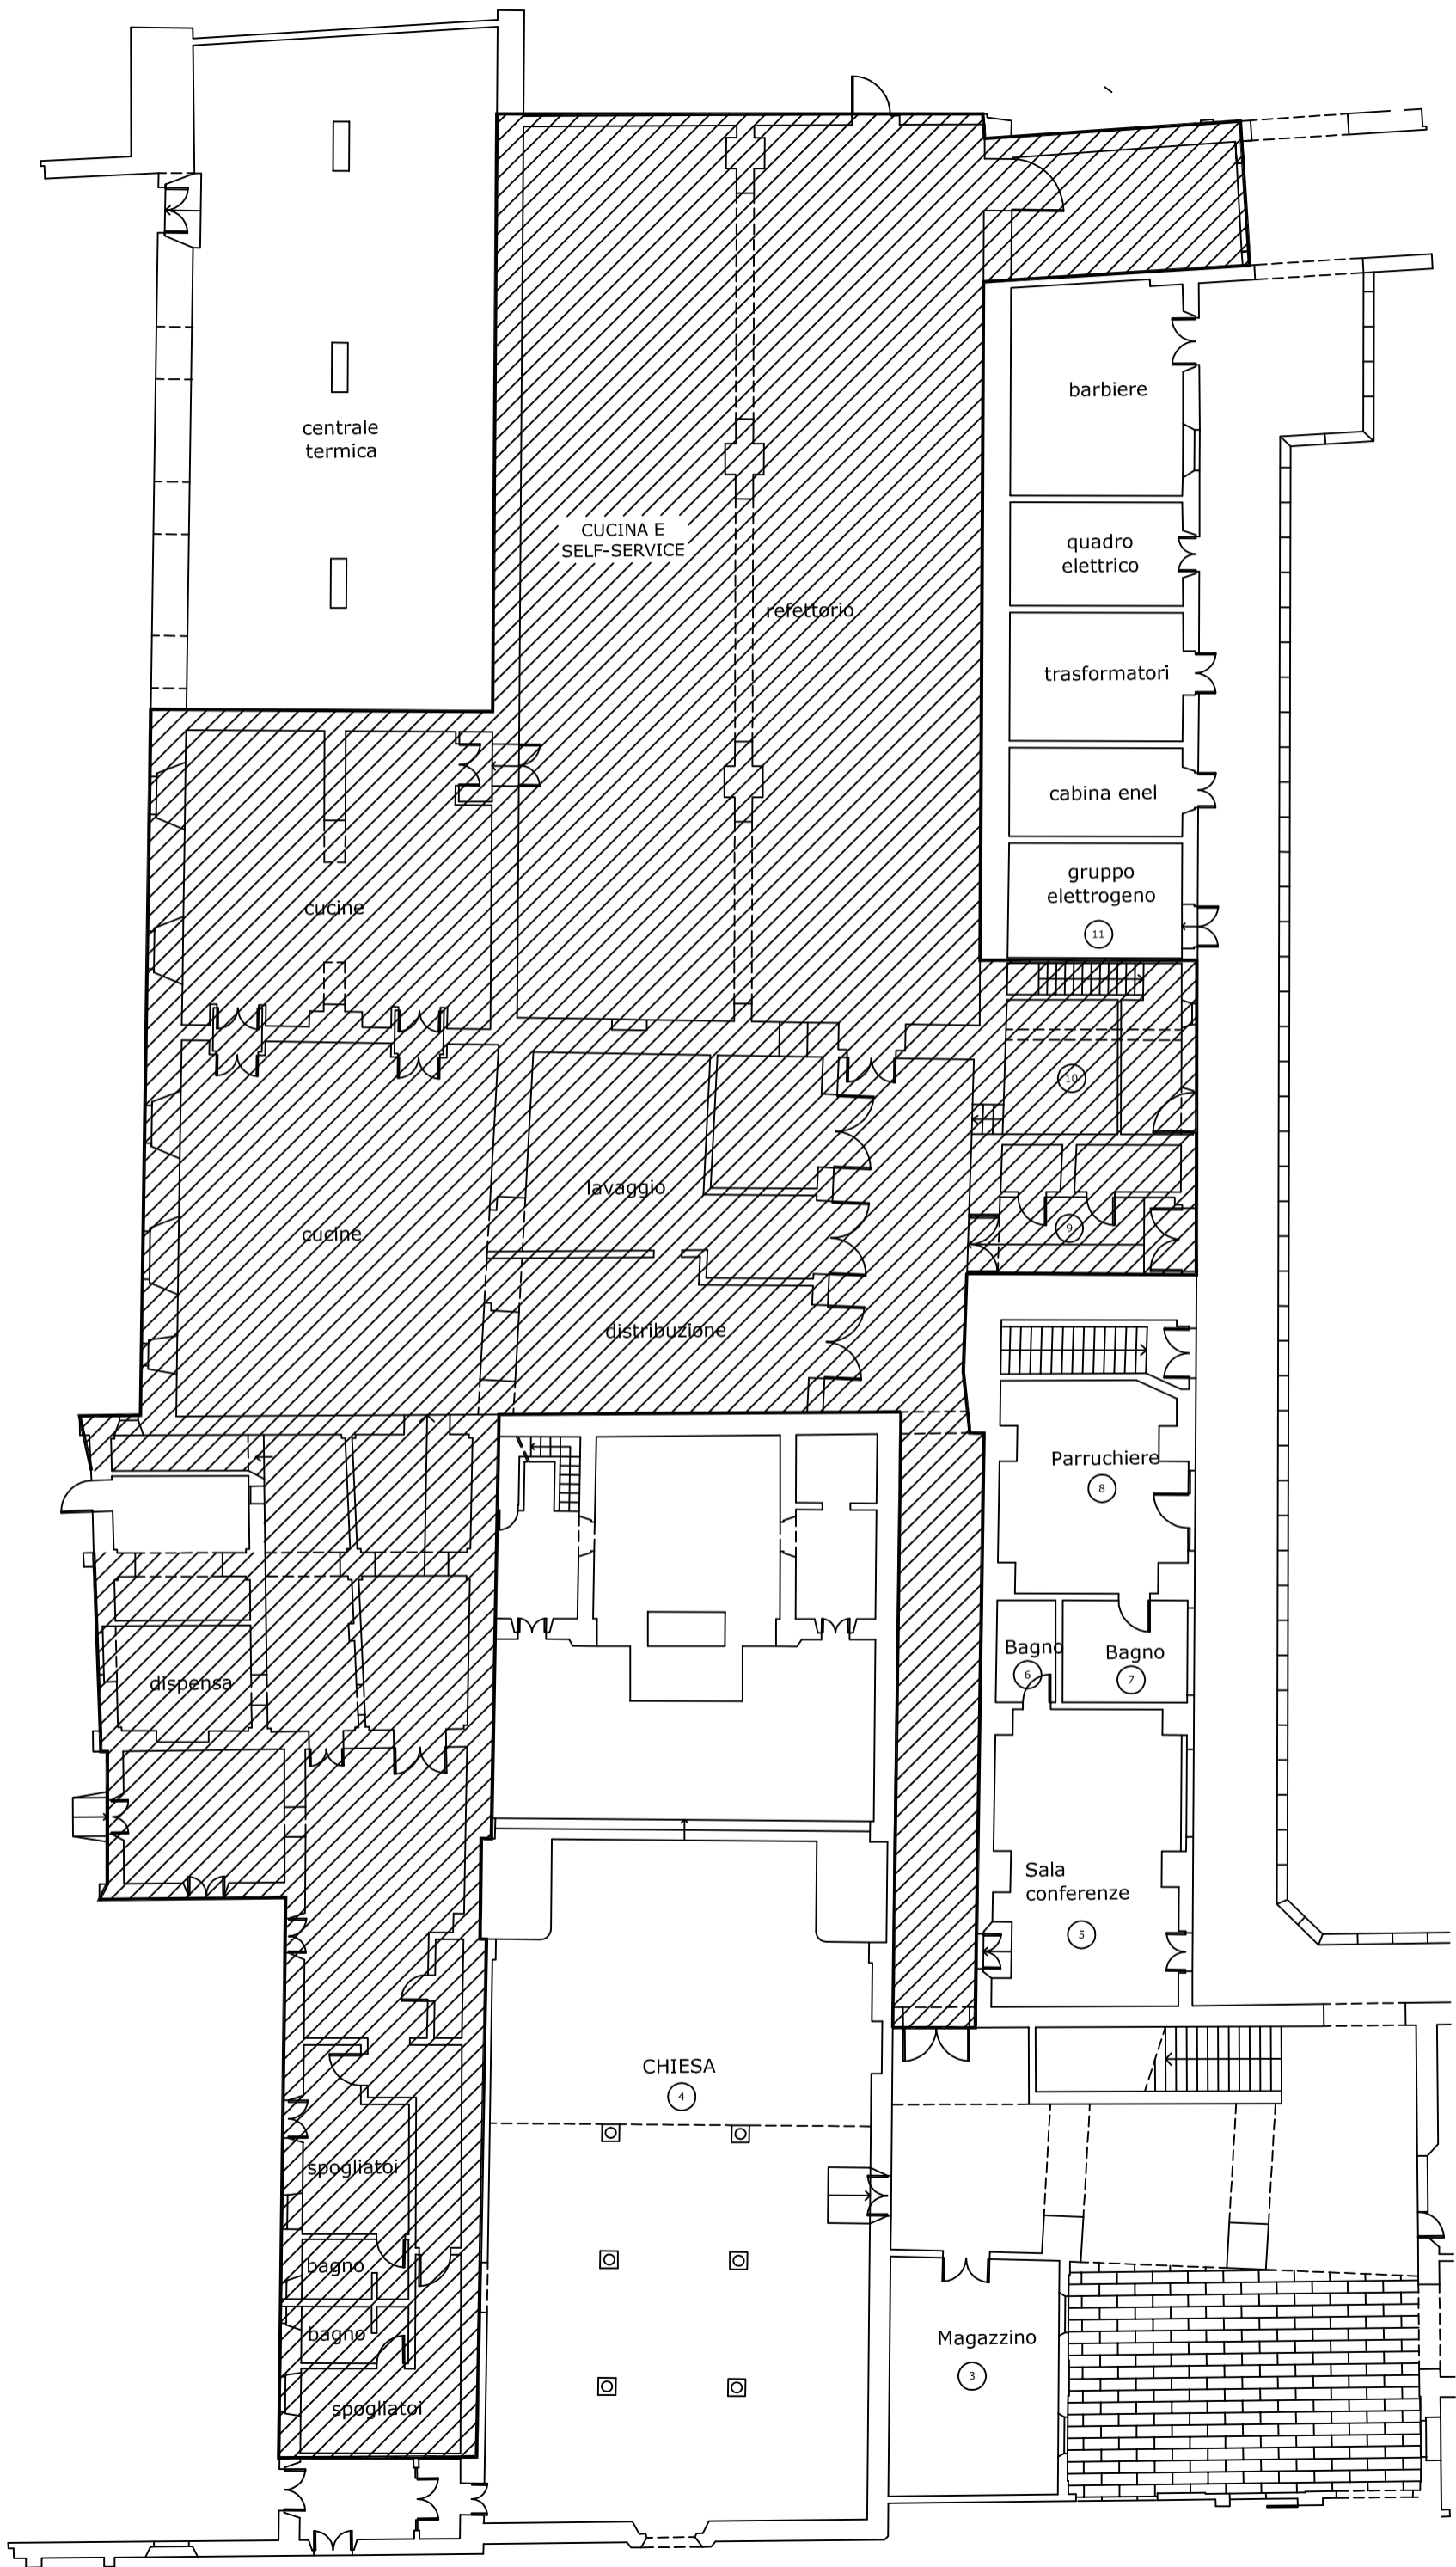 barbiere
centrale
termica
CUCINA E
SELF-SERVICE
quadro
elettrico
refettorio
trasformatori
cabina enel
gruppo
elettrogeno
11
cucine
10
lavaggio
9
cucine
distribuzione
Parruchiere
8
Bagno
6
Bagno
7
dispensa
Sala
conferenze
5
CHIESA
4
spogliatoi
bagno
bagno
Magazzino
3
spogliatoi